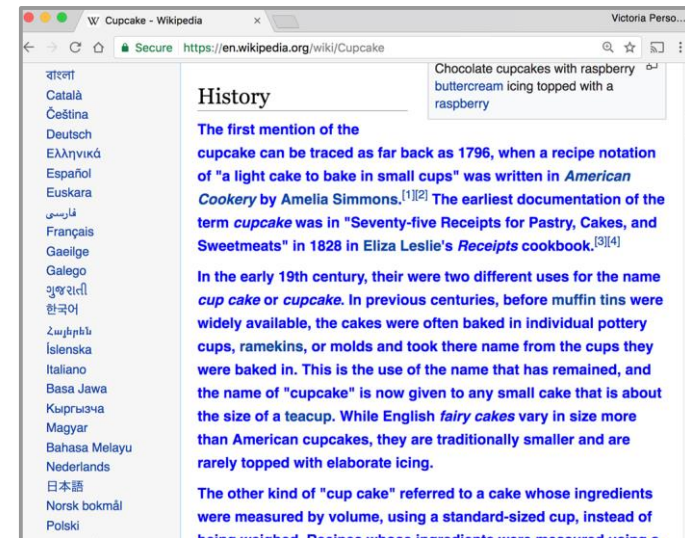 W Cupcake - Wikipedia ×
Victoria Perso...
Secure https://en.wikipedia.org/wiki/Cupcake
বাংলা
Català
Čeština
Deutsch
Ελληνικά
Español
Euskara
فارسی
Français
Gaeilge
Galego
ગુજરાતી
한국어
Հայերեն
Íslenska
Italiano
Basa Jawa
Кыргызча
Magyar
Bahasa Melayu
Nederlands
日本語
Norsk bokmål
Polski
Chocolate cupcakes with raspberry
buttercream icing topped with a
raspberry
History
The first mention of the
cupcake can be traced as far back as 1796, when a recipe notation
of "a light cake to bake in small cups" was written in American
Cookery by Amelia Simmons.[1][2] The earliest documentation of the
term cupcake was in "Seventy-five Receipts for Pastry, Cakes, and
Sweetmeats" in 1828 in Eliza Leslie's Receipts cookbook.[3][4]
In the early 19th century, their were two different uses for the name
cup cake or cupcake. In previous centuries, before muffin tins were
widely available, the cakes were often baked in individual pottery
cups, ramekins, or molds and took there name from the cups they
were baked in. This is the use of the name that has remained, and
the name of "cupcake" is now given to any small cake that is about
the size of a teacup. While English fairy cakes vary in size more
than American cupcakes, they are traditionally smaller and are
rarely topped with elaborate icing.
The other kind of "cup cake" referred to a cake whose ingredients
were measured by volume, using a standard-sized cup, instead of
being weighed. Recipes whose ingredients were measured using a